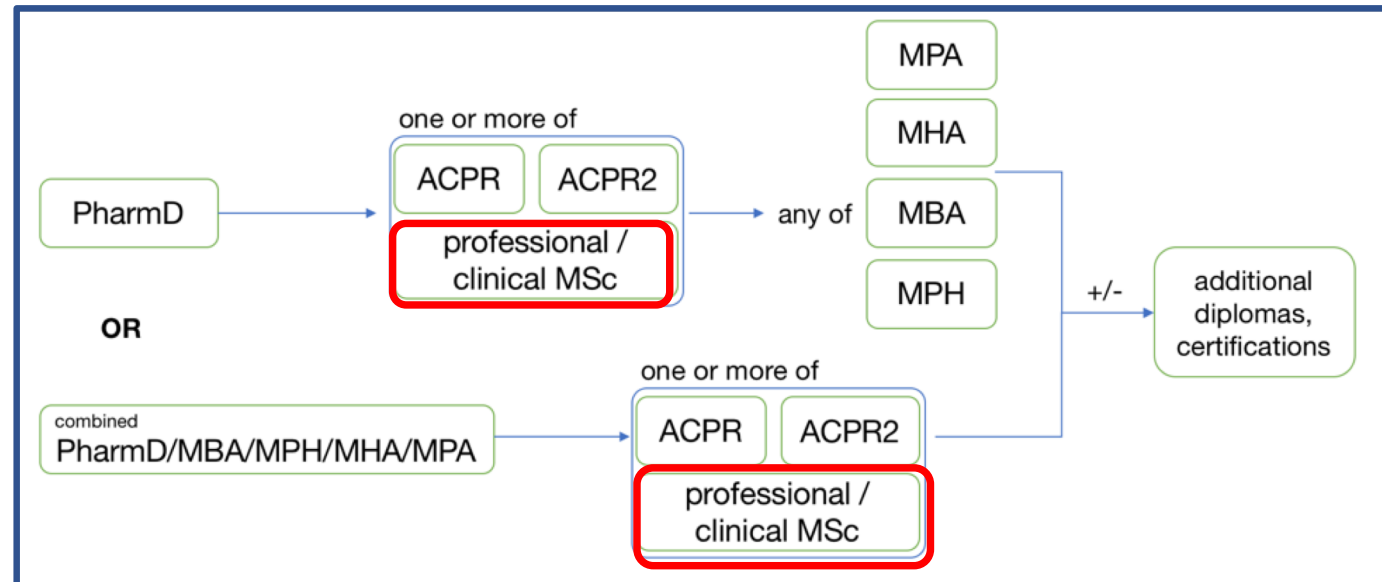 MPA
one or more of
MHA
ACPR
ACPR2
PharmD
any of
MBA
professional /
clinical MSc
MPH
+/-
additional
diplomas,
certifications
OR
one or more of
combined
PharmD/MBA/MPH/MHA/MPA
ACPR
ACPR2
professional /
clinical MSc